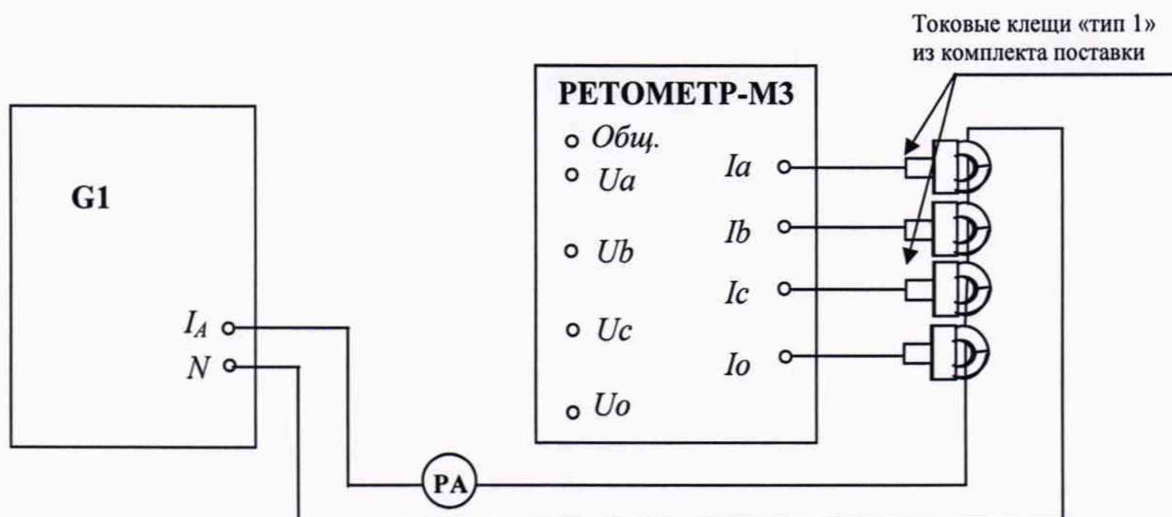 Токовые клещи «тип 1»
из комплекта поставки
РЕТОМЕТР-М3
Общ.
Ua
Ub
Uc
Uo
Ia
Ib
Ic
Io
G1
I_A
N
PA